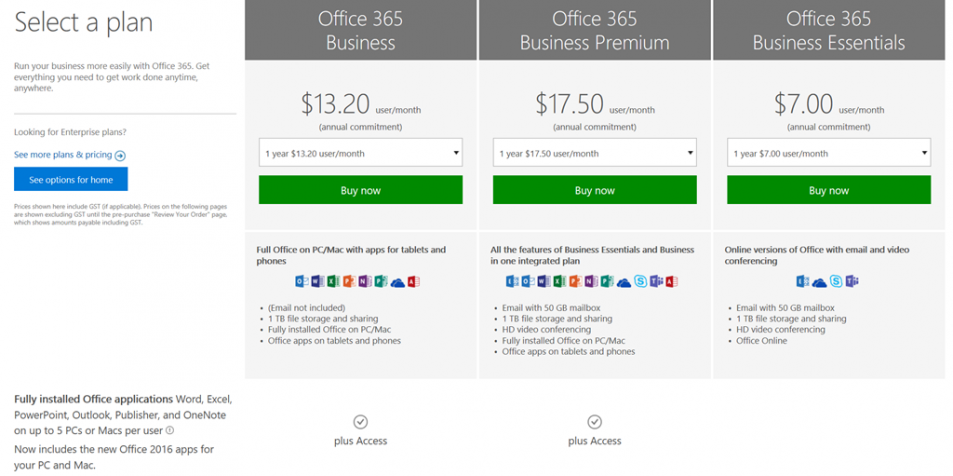 Select a plan
Run your business more easily with Office 365. Get
everything you need to get work done anytime,
anywhere.
Looking for Enterprise plans?
See more plans & pricing
See options for home
Prices shown here include GST (if applicable). Prices on the following pages
are shown excluding GST until the pre-purchase "Review Your Order" page,
which shows amounts payable including GST.
Office 365
Business
$13.20 user/month
(annual commitment)
1 year $13.20 user/month
Buy now
Full Office on PC/Mac with apps for tablets and
phones
• (Email not included)
• 1 TB file storage and sharing
• Fully installed Office on PC/Mac
• Office apps on tablets and phones
Office 365
Business Premium
$17.50 user/month
(annual commitment)
1 year $17.50 user/month
Buy now
All the features of Business Essentials and Business
in one integrated plan
• Email with 50 GB mailbox
• 1 TB file storage and sharing
• HD video conferencing
• Fully installed Office on PC/Mac
• Office apps on tablets and phones
Office 365
Business Essentials
$7.00 user/month
(annual commitment)
1 year $7.00 user/month
Buy now
Online versions of Office with email and video
conferencing
• Email with 50 GB mailbox
• 1 TB file storage and sharing
• HD video conferencing
• Office Online
Fully installed Office applications Word, Excel,
PowerPoint, Outlook, Publisher, and OneNote
on up to 5 PCs or Macs per user
Now includes the new Office 2016 apps for
your PC and Mac.
plus Access
plus Access